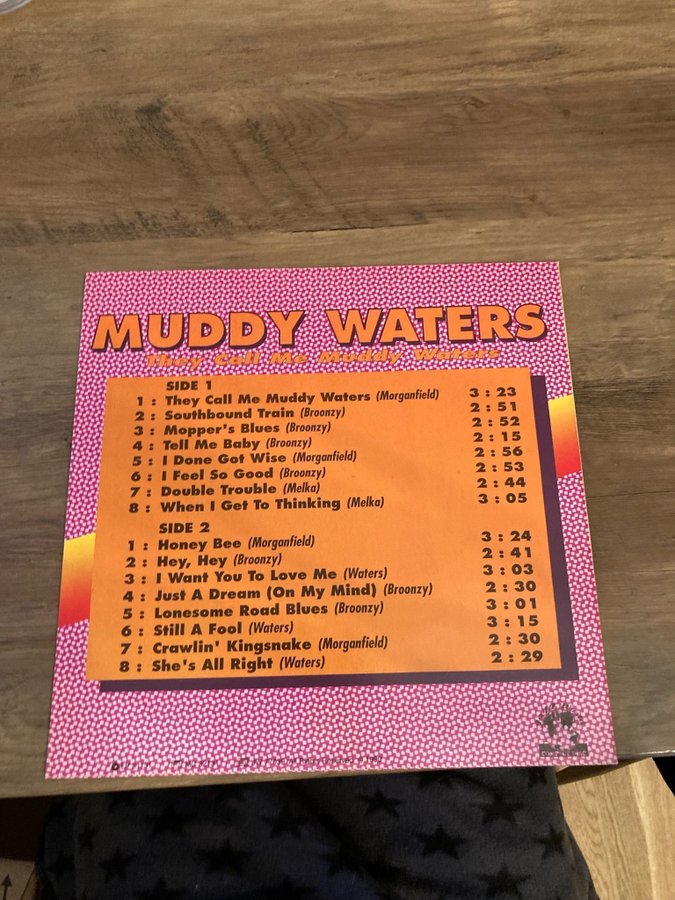 MUDDY WATERS
They Call Me Muddy Waters
SIDE 1
1 : They Call Me Muddy Waters (Morganfield) 3 : 23
2 : Southbound Train (Broonzy) 2 : 51
3 : Mopper's Blues (Broonzy) 2 : 52
4 : Tell Me Baby (Broonzy) 2 : 15
5 : I Done Got Wise (Morganfield) 2 : 56
6 : I Feel So Good (Broonzy) 2 : 53
7 : Double Trouble (Melka) 2 : 44
8 : When I Get To Thinking (Melka) 3 : 05
SIDE 2
1 : Honey Bee (Morganfield) 3 : 24
2 : Hey, Hey (Broonzy) 2 : 41
3 : I Want You To Love Me (Waters) 3 : 03
4 : Just A Dream (On My Mind) (Broonzy) 2 : 30
5 : Lonesome Road Blues (Broonzy) 3 : 01
6 : Still A Fool (Waters) 3 : 15
7 : Crawlin' Kingsnake (Morganfield) 2 : 30
8 : She's All Right (Waters) 2 : 29